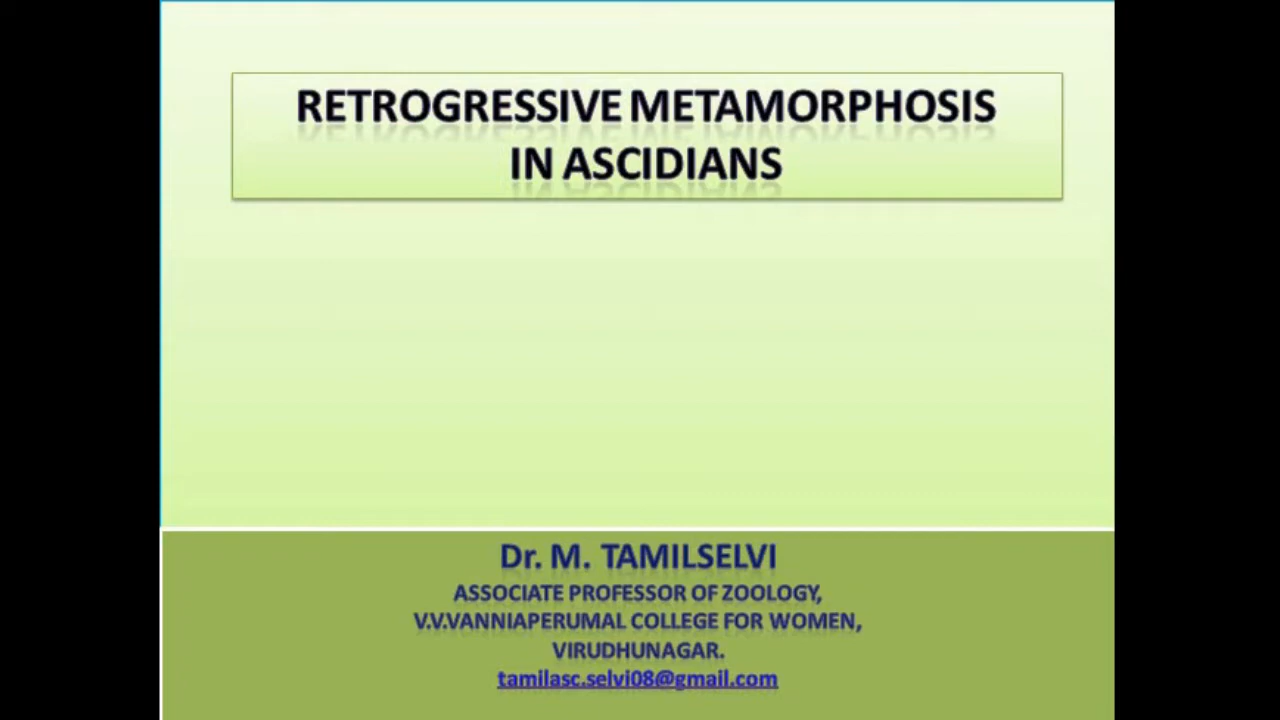 RETROGRESSIVE METAMORPHOSIS
IN ASCIDIANS
Dr. M. TAMILSELVI
ASSOCIATE PROFESSOR OF ZOOLOGY,
V.V.VANNIAPERUMAL COLLEGE FOR WOMEN,
VIRUDHUNAGAR.
tamilasc.selvi08@gmail.com